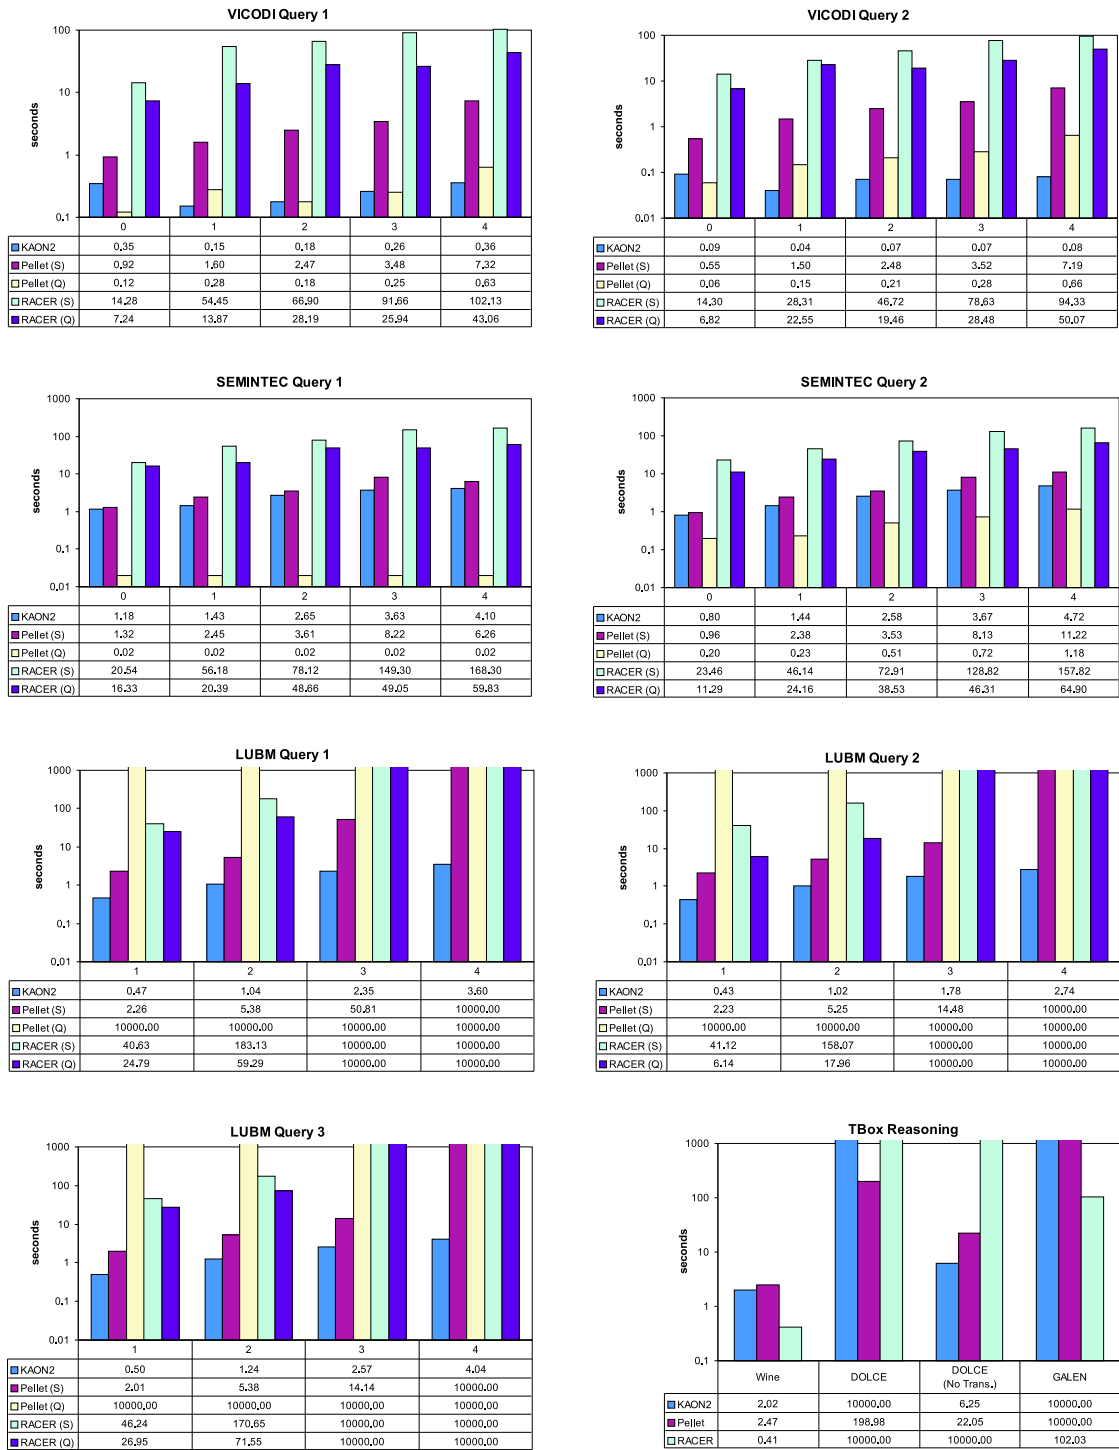 VICODI Query 1
100
10
1
0.1
seconds
0 1 2 3 4
KAON2 0.35 0.15 0.18 0.26 0.36
Pellet (S) 0.92 1.60 2.47 3.48 7.32
Pellet (Q) 0.12 0.28 0.18 0.25 0.63
RACER (S) 14.28 54.45 66.90 91.66 102.13
RACER (Q) 7.24 13.87 28.19 25.94 43.06
VICODI Query 2
100
10
1
0.1
0.01
seconds
0 1 2 3 4
KAON2 0.09 0.04 0.07 0.07 0.08
Pellet (S) 0.55 1.50 2.48 3.52 7.19
Pellet (Q) 0.06 0.15 0.21 0.28 0.66
RACER (S) 14.30 28.31 46.72 78.63 94.33
RACER (Q) 6.82 22.55 19.46 28.48 50.07
SEMINTEC Query 1
1000
100
10
1
0.1
0.01
seconds
0 1 2 3 4
KAON2 1.18 1.43 2.65 3.63 4.10
Pellet (S) 1.32 2.45 3.61 8.22 6.26
Pellet (Q) 0.02 0.02 0.02 0.02 0.02
RACER (S) 20.54 56.18 78.12 149.30 168.30
RACER (Q) 16.33 20.39 48.66 49.05 59.83
SEMINTEC Query 2
1000
100
10
1
0.1
0.01
seconds
0 1 2 3 4
KAON2 0.80 1.44 2.58 3.67 4.72
Pellet (S) 0.96 2.38 3.53 8.13 11.22
Pellet (Q) 0.20 0.23 0.51 0.72 1.18
RACER (S) 23.46 46.14 72.91 128.82 157.82
RACER (Q) 11.29 24.16 38.53 46.31 64.90
LUBM Query 1
1000
100
10
1
0.1
0.01
seconds
1 2 3 4
KAON2 0.47 1.04 2.35 3.60
Pellet (S) 2.26 5.38 50.81 10000.00
Pellet (Q) 10000.00 10000.00 10000.00 10000.00
RACER (S) 40.63 183.13 10000.00 10000.00
RACER (Q) 24.79 59.29 10000.00 10000.00
LUBM Query 2
1000
100
10
1
0.1
0.01
seconds
1 2 3 4
KAON2 0.43 1.02 1.78 2.74
Pellet (S) 2.23 5.25 14.48 10000.00
Pellet (Q) 10000.00 10000.00 10000.00 10000.00
RACER (S) 41.12 158.07 10000.00 10000.00
RACER (Q) 6.14 17.96 10000.00 10000.00
LUBM Query 3
1000
100
10
1
0.1
0.01
seconds
1 2 3 4
KAON2 0.50 1.24 2.57 4.04
Pellet (S) 2.01 5.38 14.14 10000.00
Pellet (Q) 10000.00 10000.00 10000.00 10000.00
RACER (S) 46.24 170.65 10000.00 10000.00
RACER (Q) 26.95 71.55 10000.00 10000.00
TBox Reasoning
1000
100
10
1
0.1
seconds
Wine DOLCE DOLCE GALEN
(No Trans.)
KAON2 2.02 10000.00 6.25 10000.00
Pellet 2.47 198.98 22.05 10000.00
RACER 0.41 10000.00 10000.00 102.03